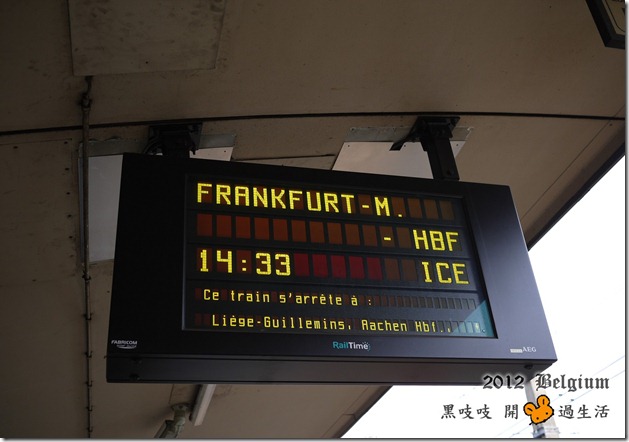 FRANKFURT-M.
- HBF
14:33 ICE
Ce train s'arrête à :
Liège-Guillemins, Aachen Hbf.,
FABRICOM RailTime AEG
2012 Belgium
黑吱吱 開 過生活